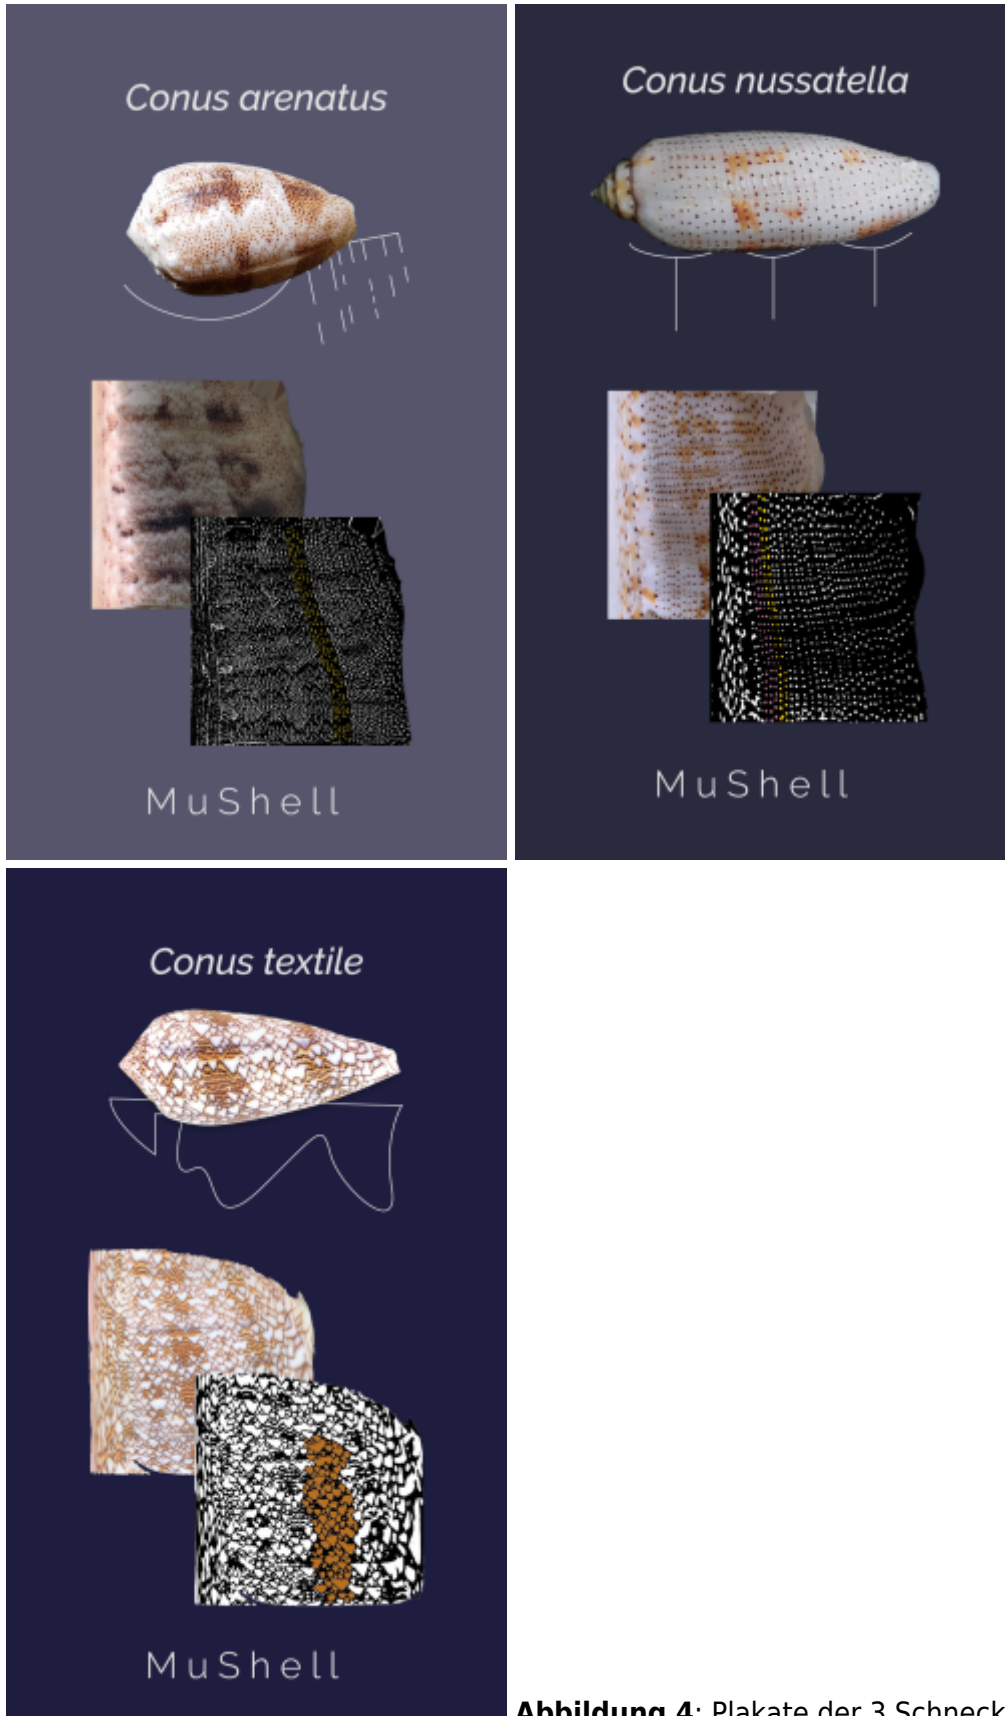 Conus arenatus
MuShell
Conus nussatella
MuShell
Conus textile
MuShell
Abbildung 4: Plakate der 3 Schneck